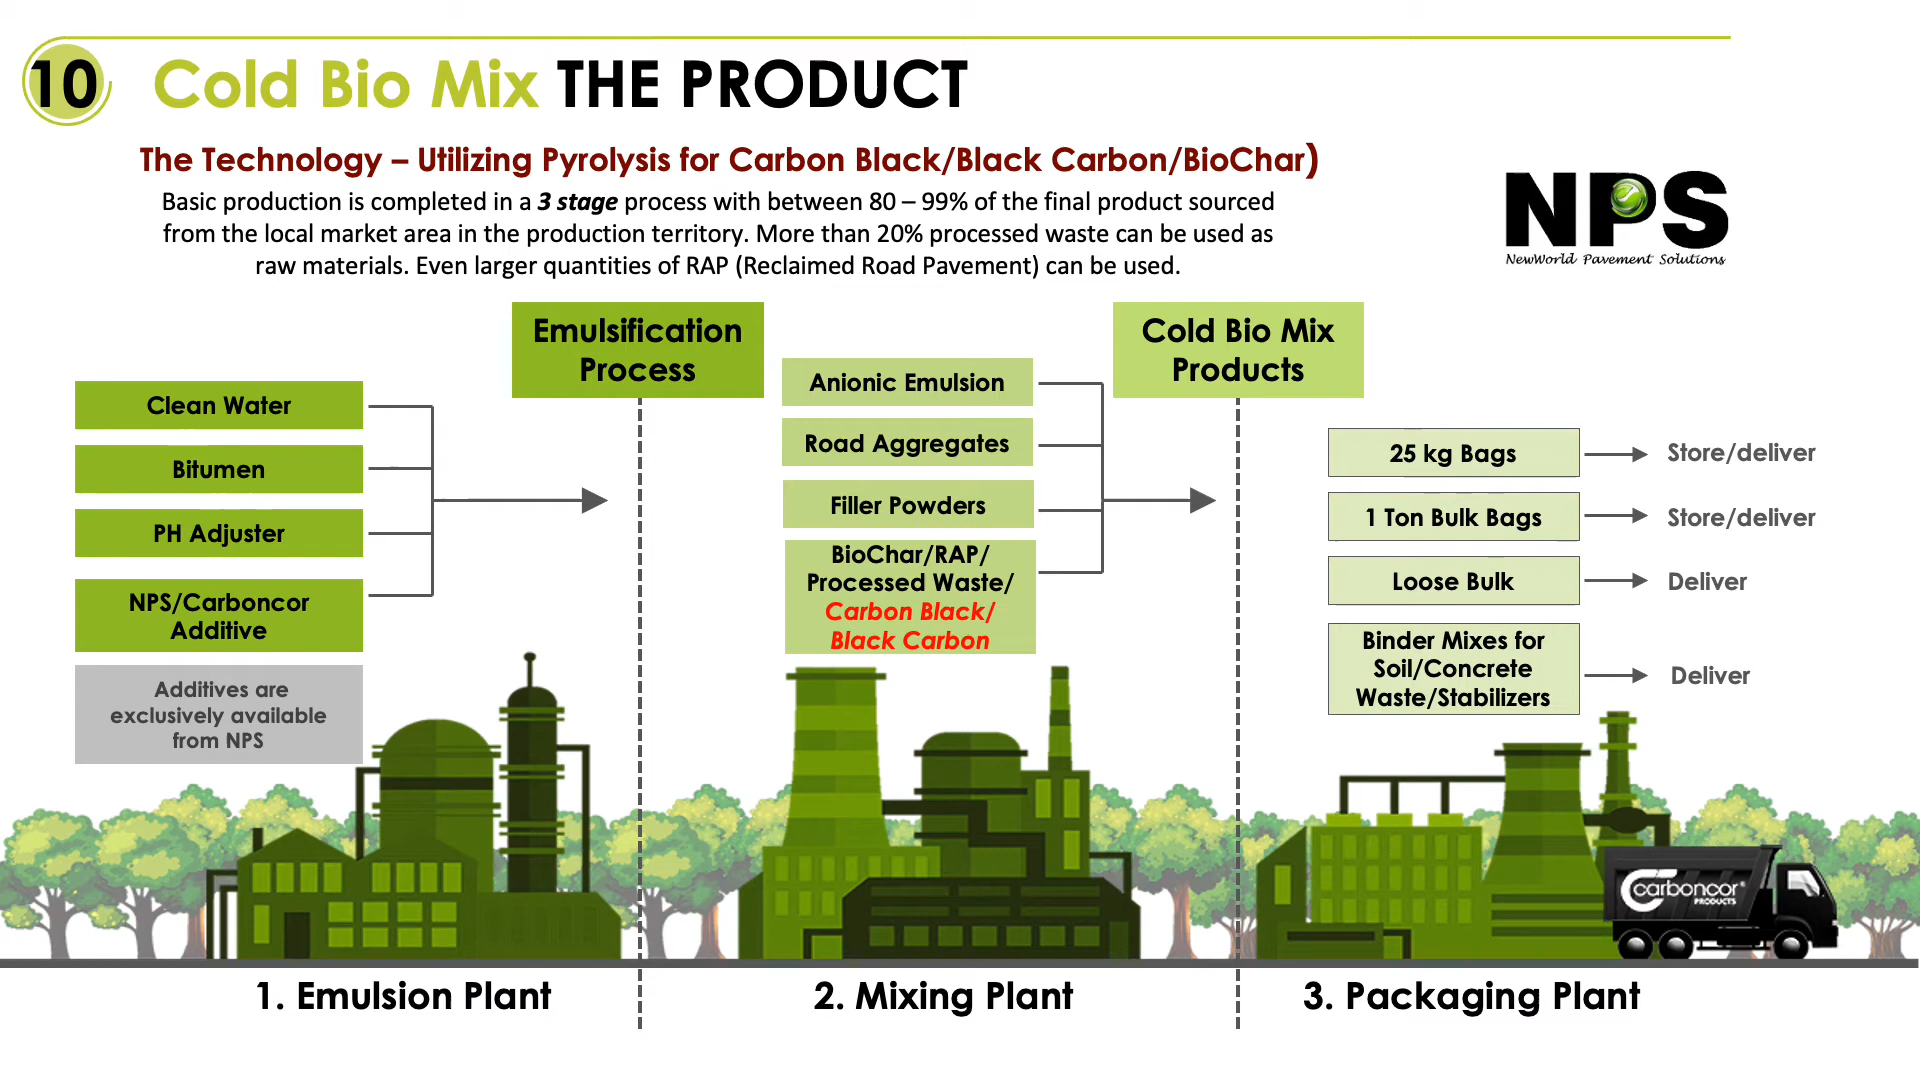 10 Cold Bio Mix THE PRODUCT
The Technology – Utilizing Pyrolysis for Carbon Black/Black Carbon/BioChar)
Basic production is completed in a 3 stage process with between 80 – 99% of the final product sourced
from the local market area in the production territory. More than 20% processed waste can be used as
raw materials. Even larger quantities of RAP (Reclaimed Road Pavement) can be used.
NPS
NewWorld Pavement Solutions
Emulsification
Process
Clean Water
Bitumen
PH Adjuster
NPS/Carboncor
Additive
Additives are
exclusively available
from NPS
Cold Bio Mix
Products
Anionic Emulsion
Road Aggregates
Filler Powders
BioChar/RAP/
Processed Waste/
Carbon Black/
Black Carbon
25 kg Bags
Store/deliver
1 Ton Bulk Bags
Store/deliver
Loose Bulk
Deliver
Binder Mixes for
Soil/Concrete
Waste/Stabilizers
Deliver
carboncor®
PRODUCTS
1. Emulsion Plant
2. Mixing Plant
3. Packaging Plant